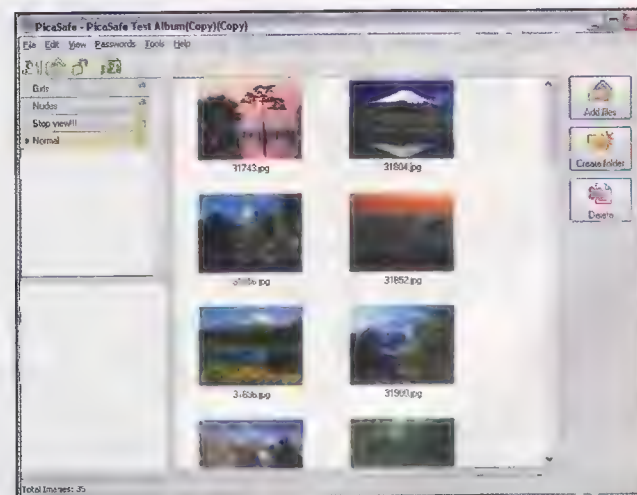 PicaSafe - PicaSafe Test Album(Copy)(Copy)
File Edit View Passwords Tools Help
Girls
Nudes
Stop view!!!
Normal
31743.jpg
31804.jpg
31852.jpg
31900.jpg
Add files
Create folder
Delete
Total Images: 35